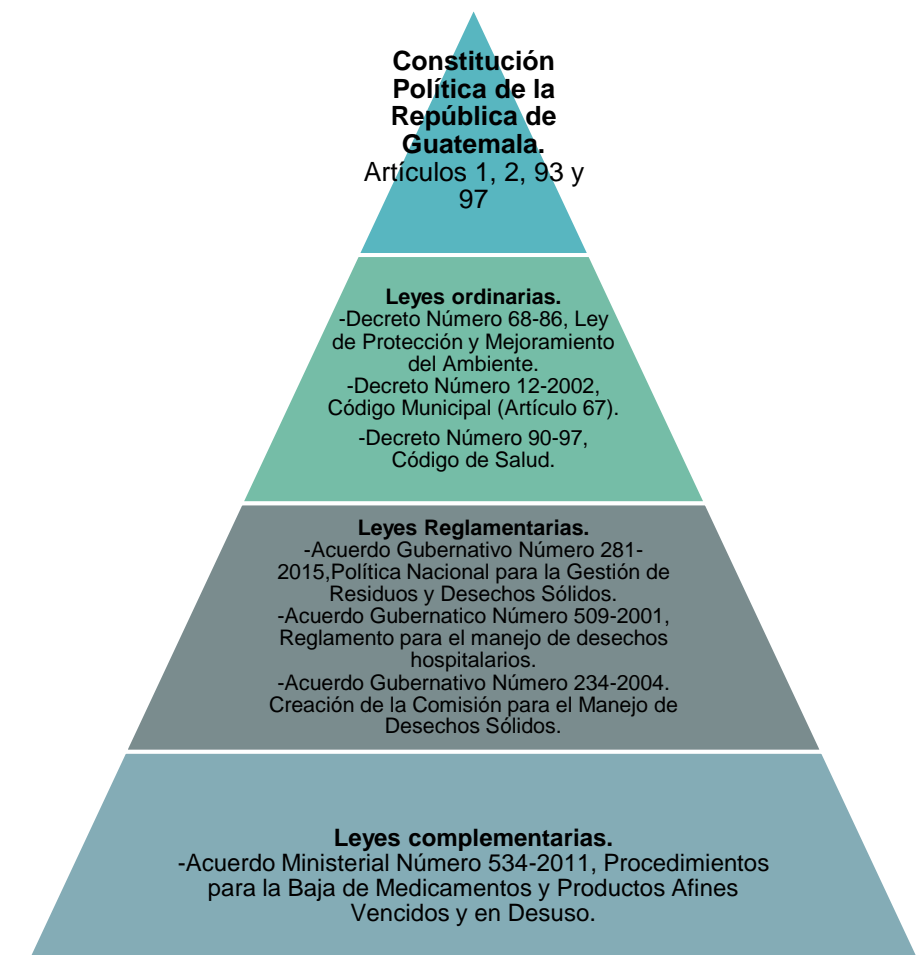 Constitución
Política de la
República de
Guatemala.
Artículos 1, 2, 93 y
97
Leyes ordinarias.
-Decreto Número 68-86, Ley
de Protección y Mejoramiento
del Ambiente.
-Decreto Número 12-2002,
Código Municipal (Artículo 67).
-Decreto Número 90-97,
Código de Salud.
Leyes Reglamentarias.
-Acuerdo Gubernativo Número 281-
2015,Política Nacional para la Gestión de
Residuos y Desechos Sólidos.
-Acuerdo Gubernatico Número 509-2001,
Reglamento para el manejo de desechos
hospitalarios.
-Acuerdo Gubernativo Número 234-2004.
Creación de la Comisión para el Manejo de
Desechos Sólidos.
Leyes complementarias.
-Acuerdo Ministerial Número 534-2011, Procedimientos
para la Baja de Medicamentos y Productos Afines
Vencidos y en Desuso.